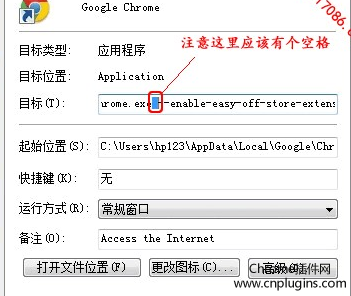 Google Chrome
17086.c
注意这里应该有个空格
目标类型: 应用程序
目标位置: Application
目标(T): urome.exe --enable-easy-off-store-extens
起始位置(S): C:\Users\hp123\AppData\Local\Google\Chr
快捷键(K): 无
运行方式(R): 常规窗口
备注(O): Access the Internet
打开文件位置(F) 更改图标(C)... 高级(D)...
Chrome插件网
www.cnplugins.com